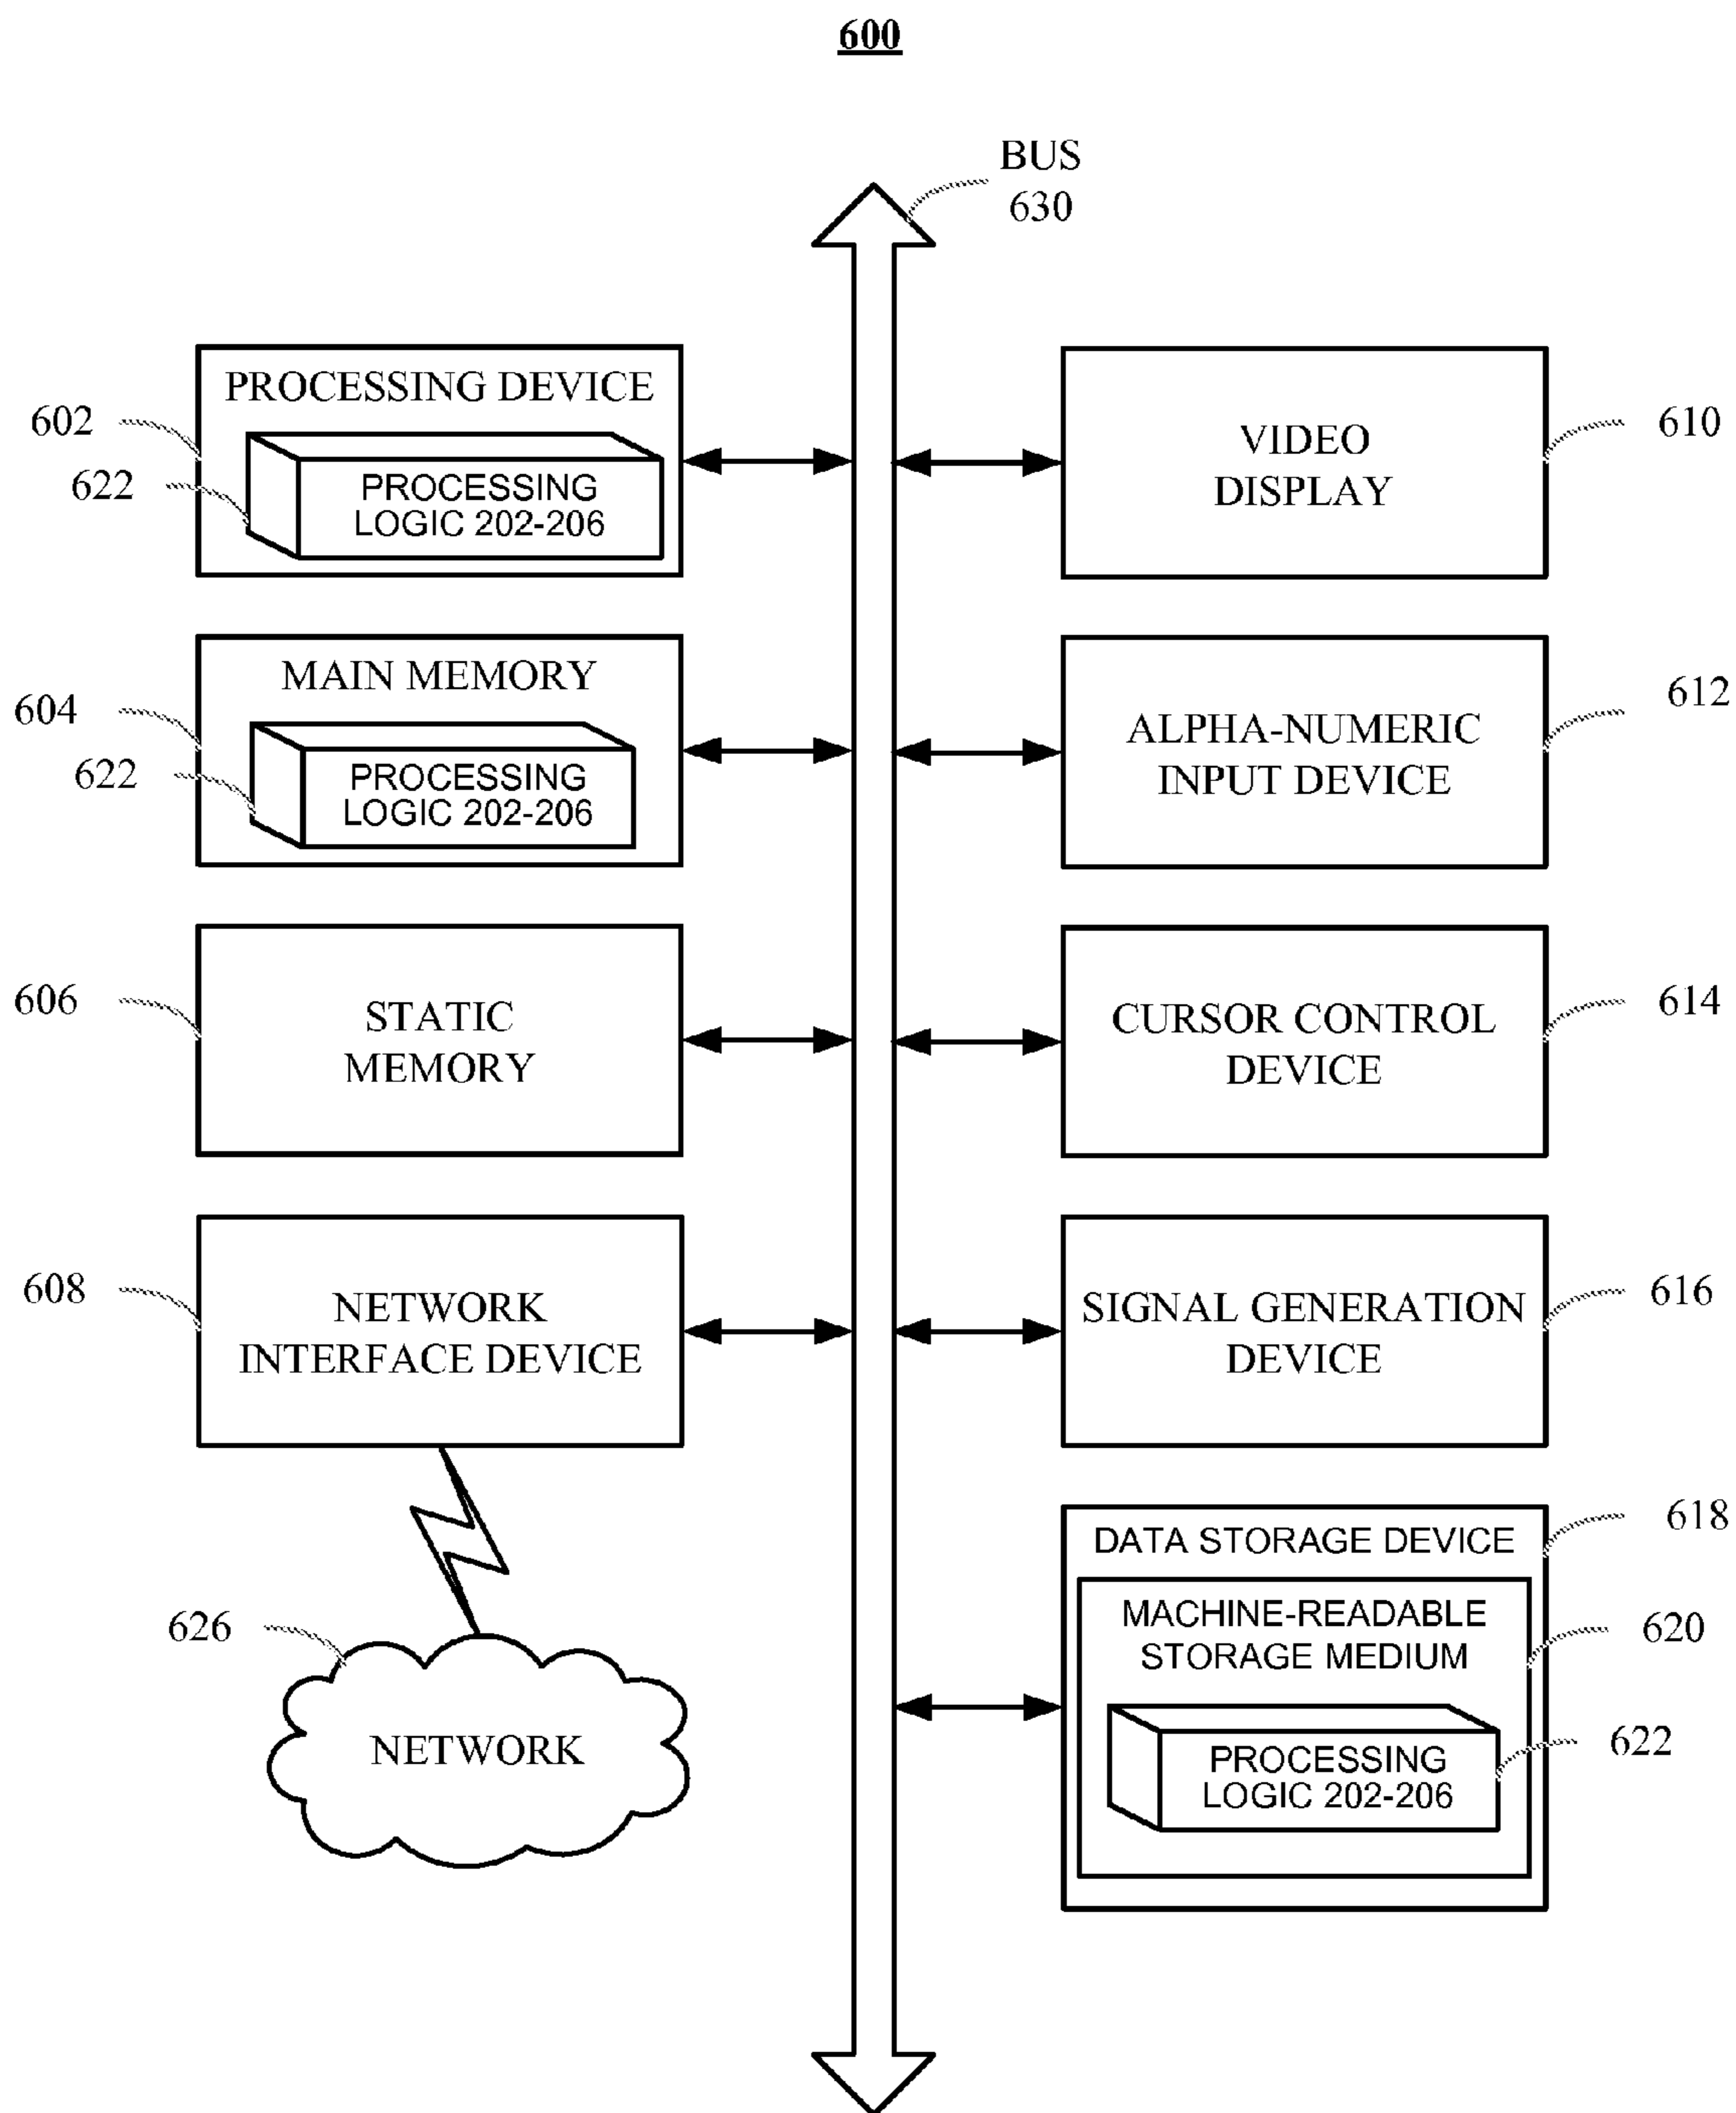 600
BUS
630
PROCESSING DEVICE
602
622
PROCESSING
LOGIC 202-206
VIDEO
DISPLAY
610
MAIN MEMORY
604
622
PROCESSING
LOGIC 202-206
ALPHA-NUMERIC
INPUT DEVICE
612
606
STATIC
MEMORY
CURSOR CONTROL
DEVICE
614
608
NETWORK
INTERFACE DEVICE
SIGNAL GENERATION
DEVICE
616
626
NETWORK
618
DATA STORAGE DEVICE
MACHINE-READABLE
STORAGE MEDIUM
620
PROCESSING
LOGIC 202-206
622